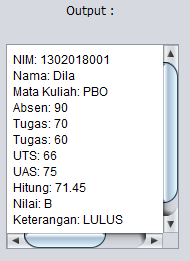 Output :
NIM: 1302018001
Nama: Dila
Mata Kuliah: PBO
Absen: 90
Tugas: 70
Tugas: 60
UTS: 66
UAS: 75
Hitung: 71.45
Nilai: B
Keterangan: LULUS